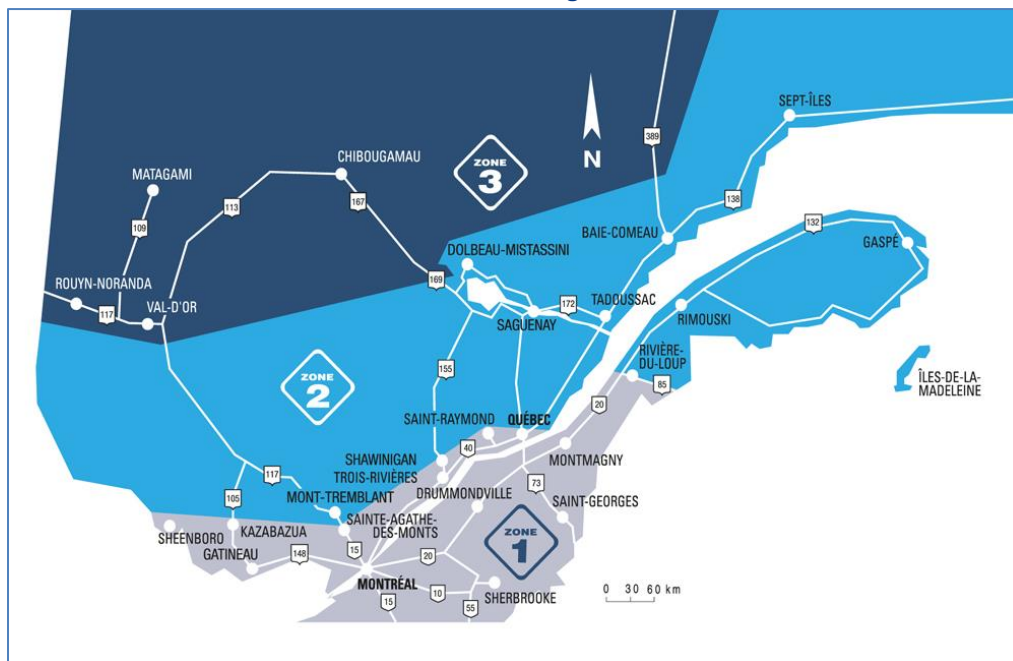 SEPT-ÎLES
389
N
CHIBOUGAMAU
ZONE
3
MATAGAMI
167
113
138
109
132
BAIE-COMEAU
GASPÉ
DOLBEAU-MISTASSINI
ROUYN-NORANDA
169
117
VAL-D'OR
172
TADOUSSAC
SAGUENAY
RIMOUSKI
RIVIÈRE-
DU-LOUP
155
85
ÎLES-DE-LA-
MADELEINE
ZONE
2
20
SAINT-RAYMOND
QUÉBEC
40
SHAWINIGAN
TROIS-RIVIÈRES
MONTMAGNY
117
73
DRUMMONDVILLE
105
MONT-TREMBLANT
SAINT-GEORGES
SAINTE-AGATHE-
DES-MONTS
KAZABAZUA
SHEENBORO
ZONE
1
GATINEAU
148
15
20
MONTRÉAL
10
SHERBROOKE
15
55
0 30 60 km